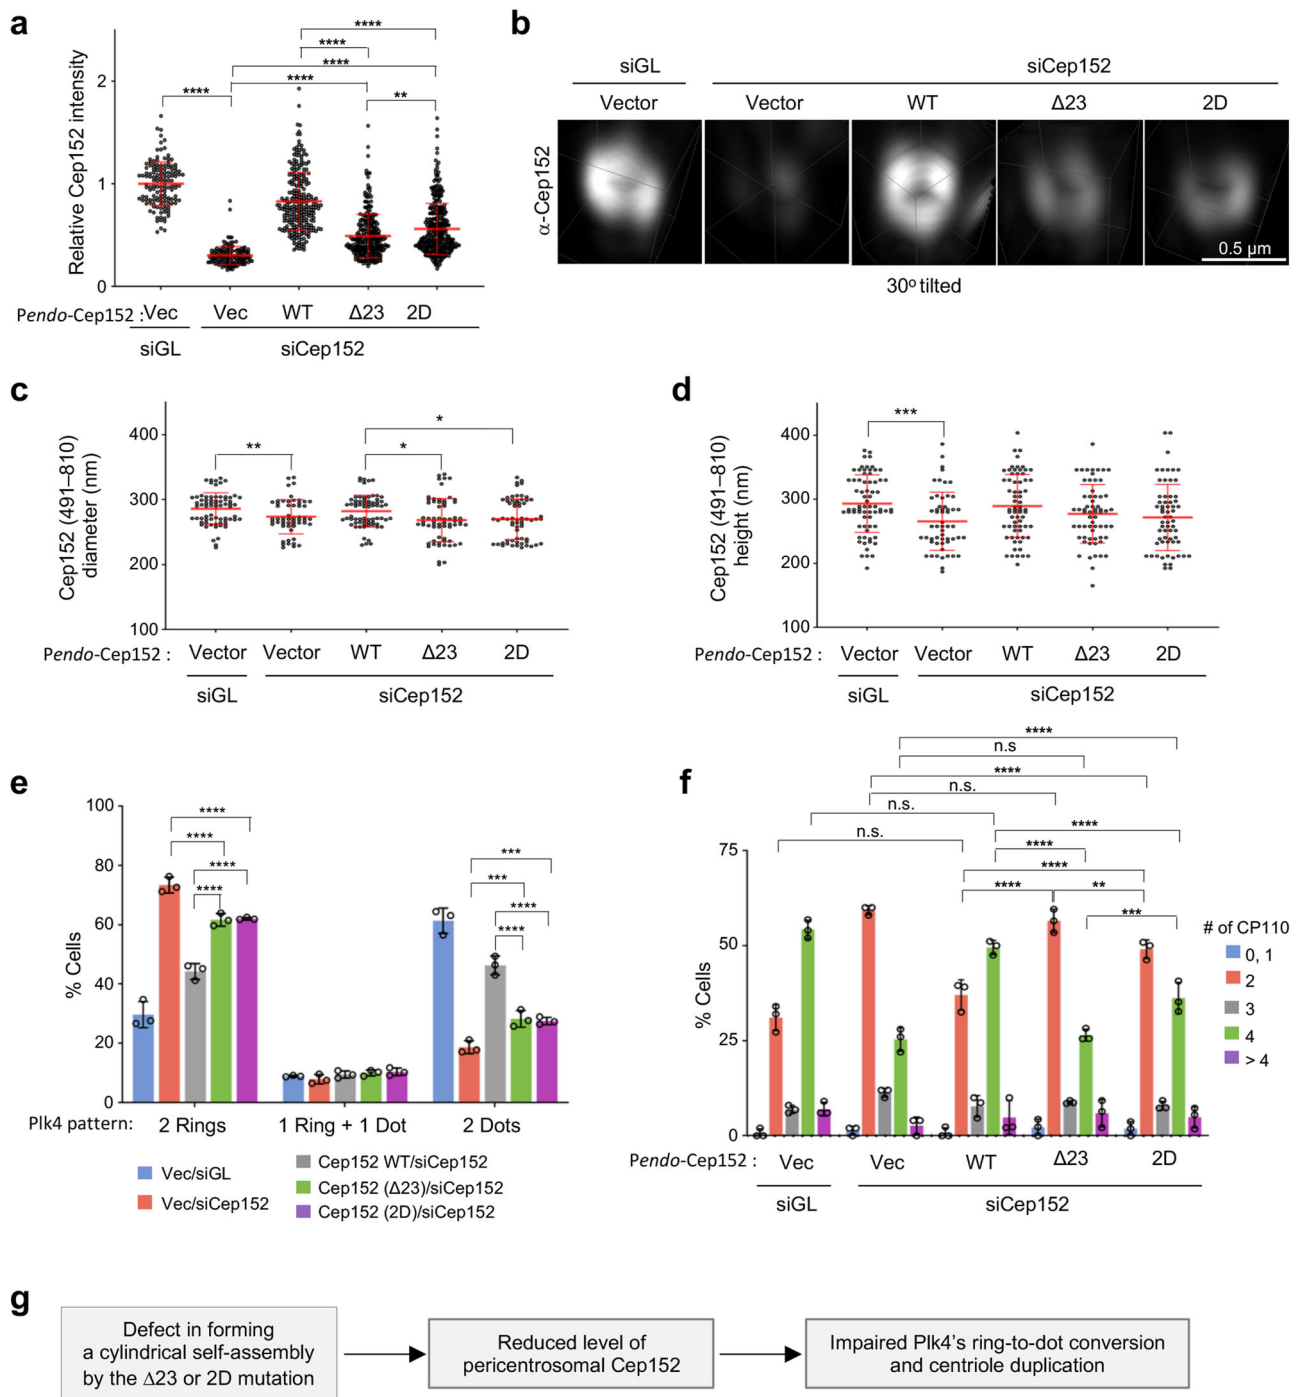 a
Relative Cep152 intensity
2
1
0
****
****
****
****
****
**
Pendo-Cep152 : Vec Vec WT Δ23 2D
siGL siCep152
b
siGL siCep152
Vector Vector WT Δ23 2D
α-Cep152
0.5 µm
30º tilted
c
Cep152 (491–810)
diameter (nm)
400
300
200
100
**
*
*
Pendo-Cep152 : Vector Vector WT Δ23 2D
siGL siCep152
d
Cep152 (491–810)
height (nm)
400
300
200
100
***
Pendo-Cep152 : Vector Vector WT Δ23 2D
siGL siCep152
e
% Cells
100
80
60
40
20
0
****
****
****
****
***
***
****
****
Plk4 pattern: 2 Rings 1 Ring + 1 Dot 2 Dots
Vec/siGL
Vec/siCep152
Cep152 WT/siCep152
Cep152 (Δ23)/siCep152
Cep152 (2D)/siCep152
f
% Cells
75
50
25
0
****
n.s
****
n.s.
n.s.
n.s.
****
****
****
****
**
***
# of CP110
0, 1
2
3
4
> 4
Pendo-Cep152 : Vec Vec WT Δ23 2D
siGL siCep152
g
Defect in forming
a cylindrical self-assembly
by the Δ23 or 2D mutation
Reduced level of
pericentrosomal Cep152
Impaired Plk4's ring-to-dot conversion
and centriole duplication